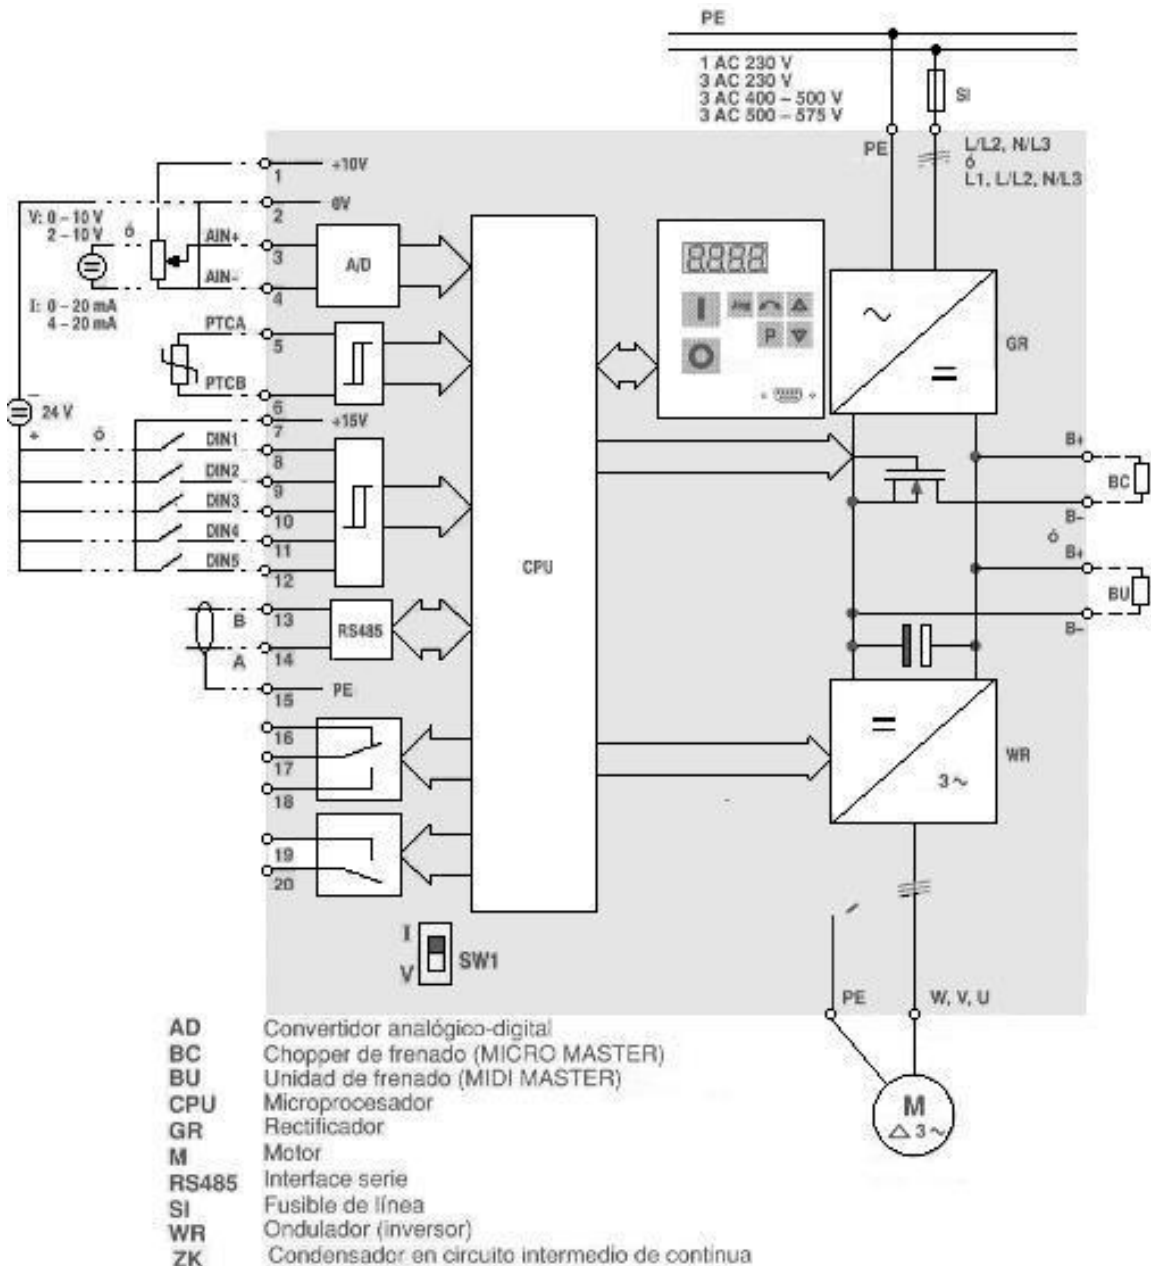 PE
1 AC 230 V
3 AC 230 V
3 AC 400 – 500 V
3 AC 500 – 575 V
SI
PE
L/L2, N/L3
ó
L1, L/L2, N/L3
1
+10V
2
0V
V: 0 – 10 V
2 – 10 V
ó
AIN+
3
A/D
AIN–
4
I: 0 – 20 mA
4 – 20 mA
PTCA
5
PTCB
6
–
24 V
+
ó
+15V
7
DIN1
8
DIN2
9
DIN3
10
DIN4
11
DIN5
12
B
13
RS485
A
14
15
PE
16
17
18
19
20
CPU
8888
Jog
P
GR
B+
BC
B–
ó
B+
BU
B–
WR
3 ~
I
V
SW1
PE
W, V, U
M
△ 3 ~
AD Convertidor analógico-digital
BC Chopper de frenado (MICRO MASTER)
BU Unidad de frenado (MIDI MASTER)
CPU Microprocesador
GR Rectificador
M Motor
RS485 Interface serie
SI Fusible de línea
WR Ondulador (inversor)
ZK Condensador en circuito intermedio de continua